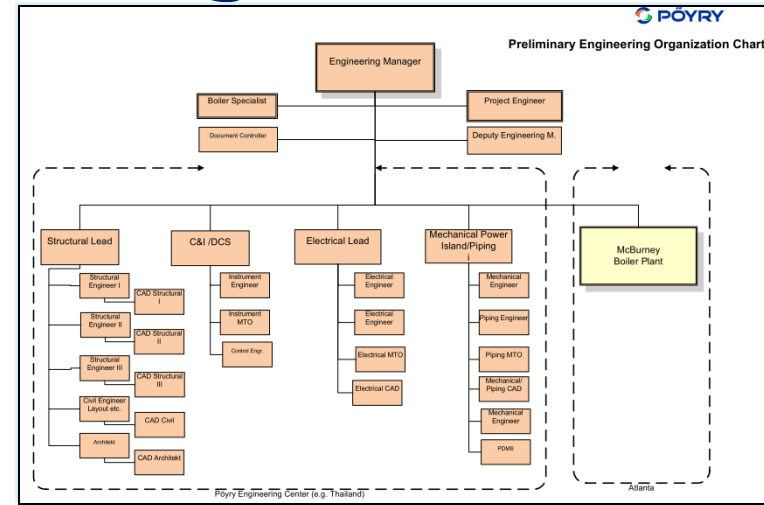 PÖYRY
Preliminary Engineering Organization Chart
Engineering Manager
Boiler Specialist
Project Engineer
Document Controller
Deputy Engineering M.
Structural Lead
C&I /DCS
Electrical Lead
Mechanical Power
Island/Piping
i
McBurney
Boiler Plant
Structural
Engineer I
CAD Structural
I
Structural
Engineer II
CAD Structural
II
Structural
Engineer III
CAD Structural
III
Civil Engineer
Layout etc.
CAD Civil
Architekt
CAD Architekt
Instrument
Engineer
Instrument
MTO
Control Engr.
Electrical
Engineer
Electrical
Engineer
Electrical MTO
Electrical CAD
Mechanical
Engineer
Piping Engineer
Piping MTO
Mechanical/
Piping CAD
Mechanical
Engineer
PDMS
Pöyry Engineering Center (e.g. Thailand)
Atlanta